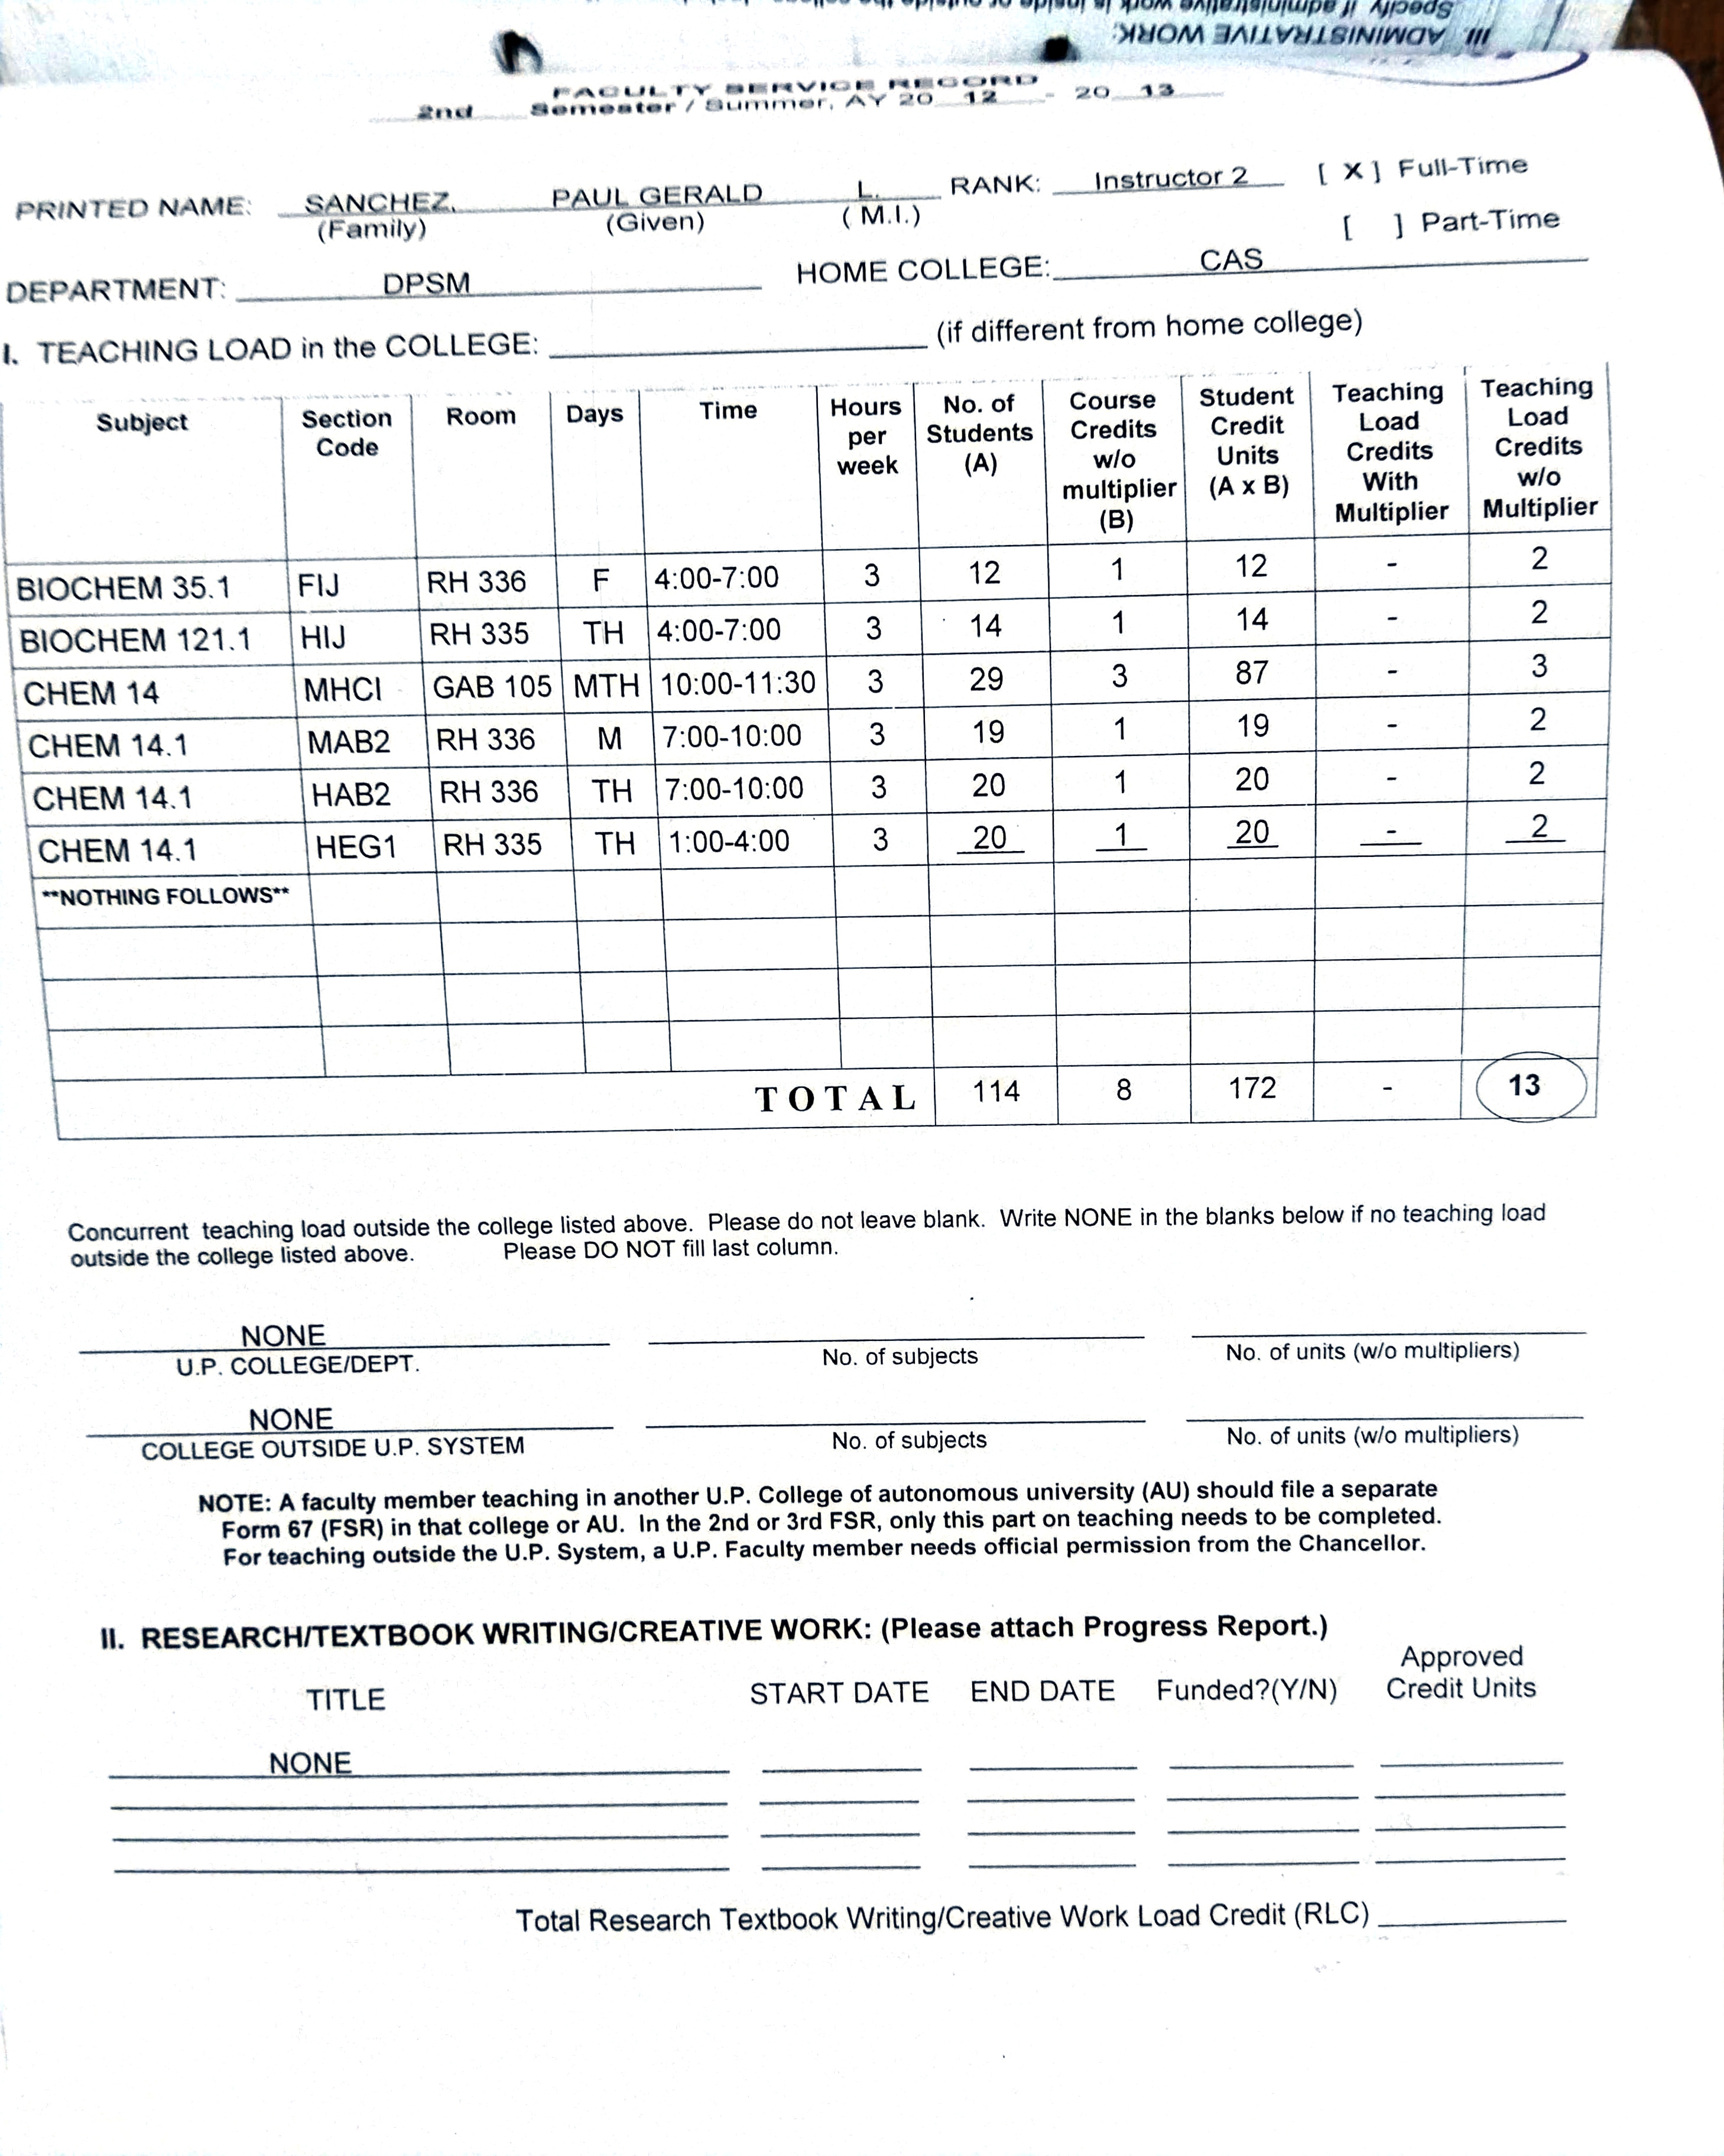 Specify if administrative work is inside or outside the
III. ADMINISTRATIVE WORK:
FACULTY SERVICE RECORD
2nd Semester / Summer, AY 20 12 - 20 13
PRINTED NAME: SANCHEZ, PAUL GERALD L. RANK: Instructor 2 [ X ] Full-Time
(Family) (Given) ( M.I.) [ ] Part-Time
DEPARTMENT: DPSM HOME COLLEGE: CAS
I. TEACHING LOAD in the COLLEGE: (if different from home college)
Subject Section Code Room Days Time Hours per week No. of Students (A) Course Credits w/o multiplier (B) Student Credit Units (A x B) Teaching Load Credits With Multiplier Teaching Load Credits w/o Multiplier
BIOCHEM 35.1 FIJ RH 336 F 4:00-7:00 3 12 1 12 - 2
BIOCHEM 121.1 HIJ RH 335 TH 4:00-7:00 3 14 1 14 - 2
CHEM 14 MHCI GAB 105 MTH 10:00-11:30 3 29 3 87 - 3
CHEM 14.1 MAB2 RH 336 M 7:00-10:00 3 19 1 19 - 2
CHEM 14.1 HAB2 RH 336 TH 7:00-10:00 3 20 1 20 - 2
CHEM 14.1 HEG1 RH 335 TH 1:00-4:00 3 20 1 20 - 2
**NOTHING FOLLOWS**
TOTAL 114 8 172 - 13
Concurrent teaching load outside the college listed above. Please do not leave blank. Write NONE in the blanks below if no teaching load
outside the college listed above. Please DO NOT fill last column.
NONE
U.P. COLLEGE/DEPT. No. of subjects No. of units (w/o multipliers)
NONE
COLLEGE OUTSIDE U.P. SYSTEM No. of subjects No. of units (w/o multipliers)
NOTE: A faculty member teaching in another U.P. College of autonomous university (AU) should file a separate
Form 67 (FSR) in that college or AU. In the 2nd or 3rd FSR, only this part on teaching needs to be completed.
For teaching outside the U.P. System, a U.P. Faculty member needs official permission from the Chancellor.
II. RESEARCH/TEXTBOOK WRITING/CREATIVE WORK: (Please attach Progress Report.)
TITLE START DATE END DATE Funded?(Y/N) Approved Credit Units
NONE
Total Research Textbook Writing/Creative Work Load Credit (RLC)